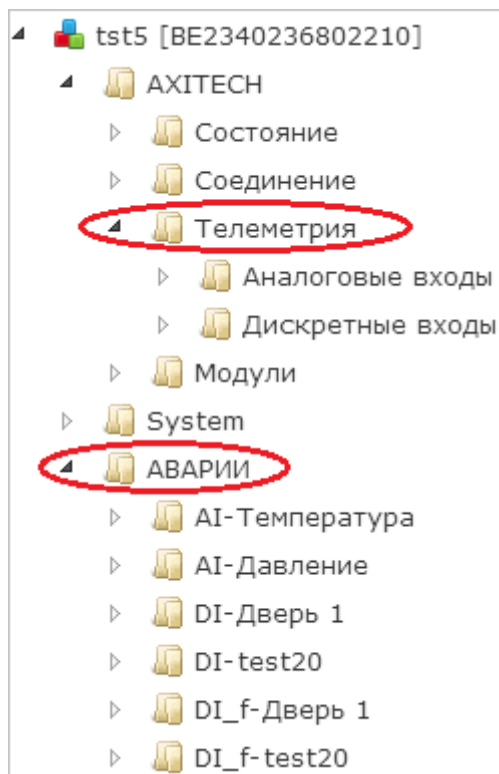 tst5 [BE2340236802210]
AXITECH
Состояние
Соединение
Телеметрия
Аналоговые входы
Дискретные входы
Модули
System
АВАРИИ
AI-Температура
AI-Давление
DI-Дверь 1
DI-test20
DI_f-Дверь 1
DI_f-test20